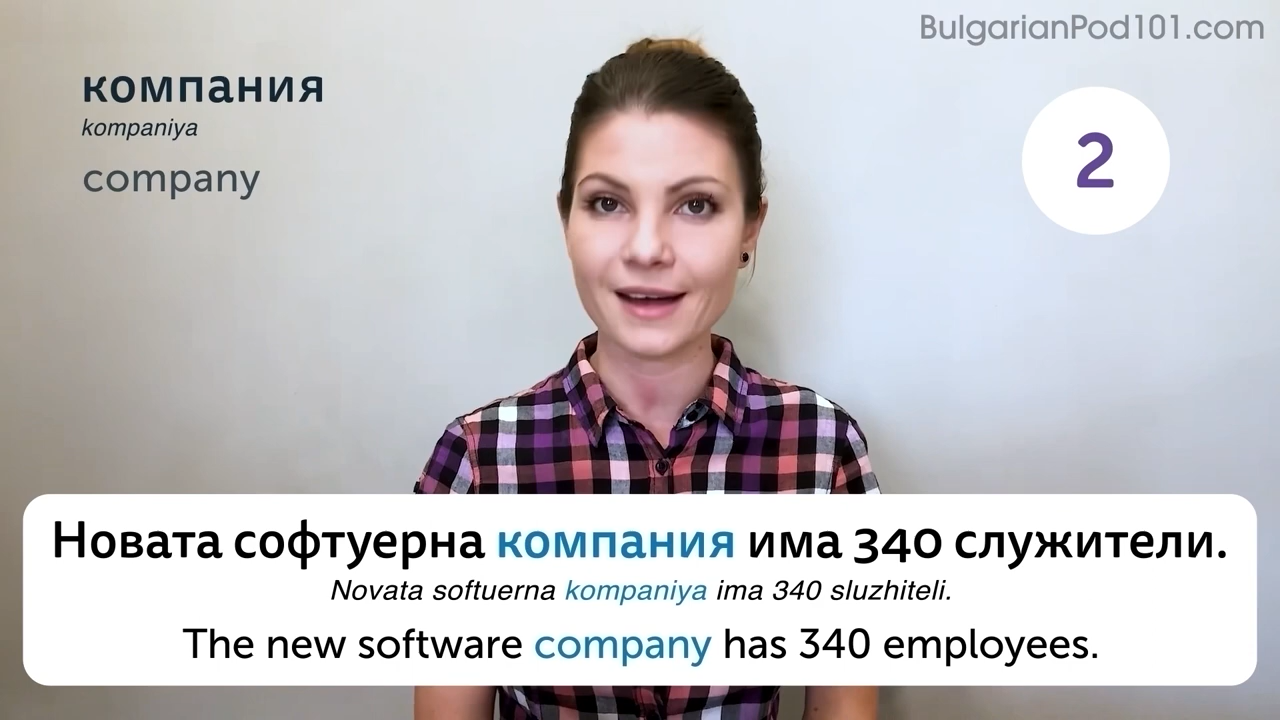 BulgarianPod101.com
компания
kompaniya
company
2
Новата софтуерна компания има 340 служители.
Novata softuerna kompaniya ima 340 sluzhiteli.
The new software company has 340 employees.